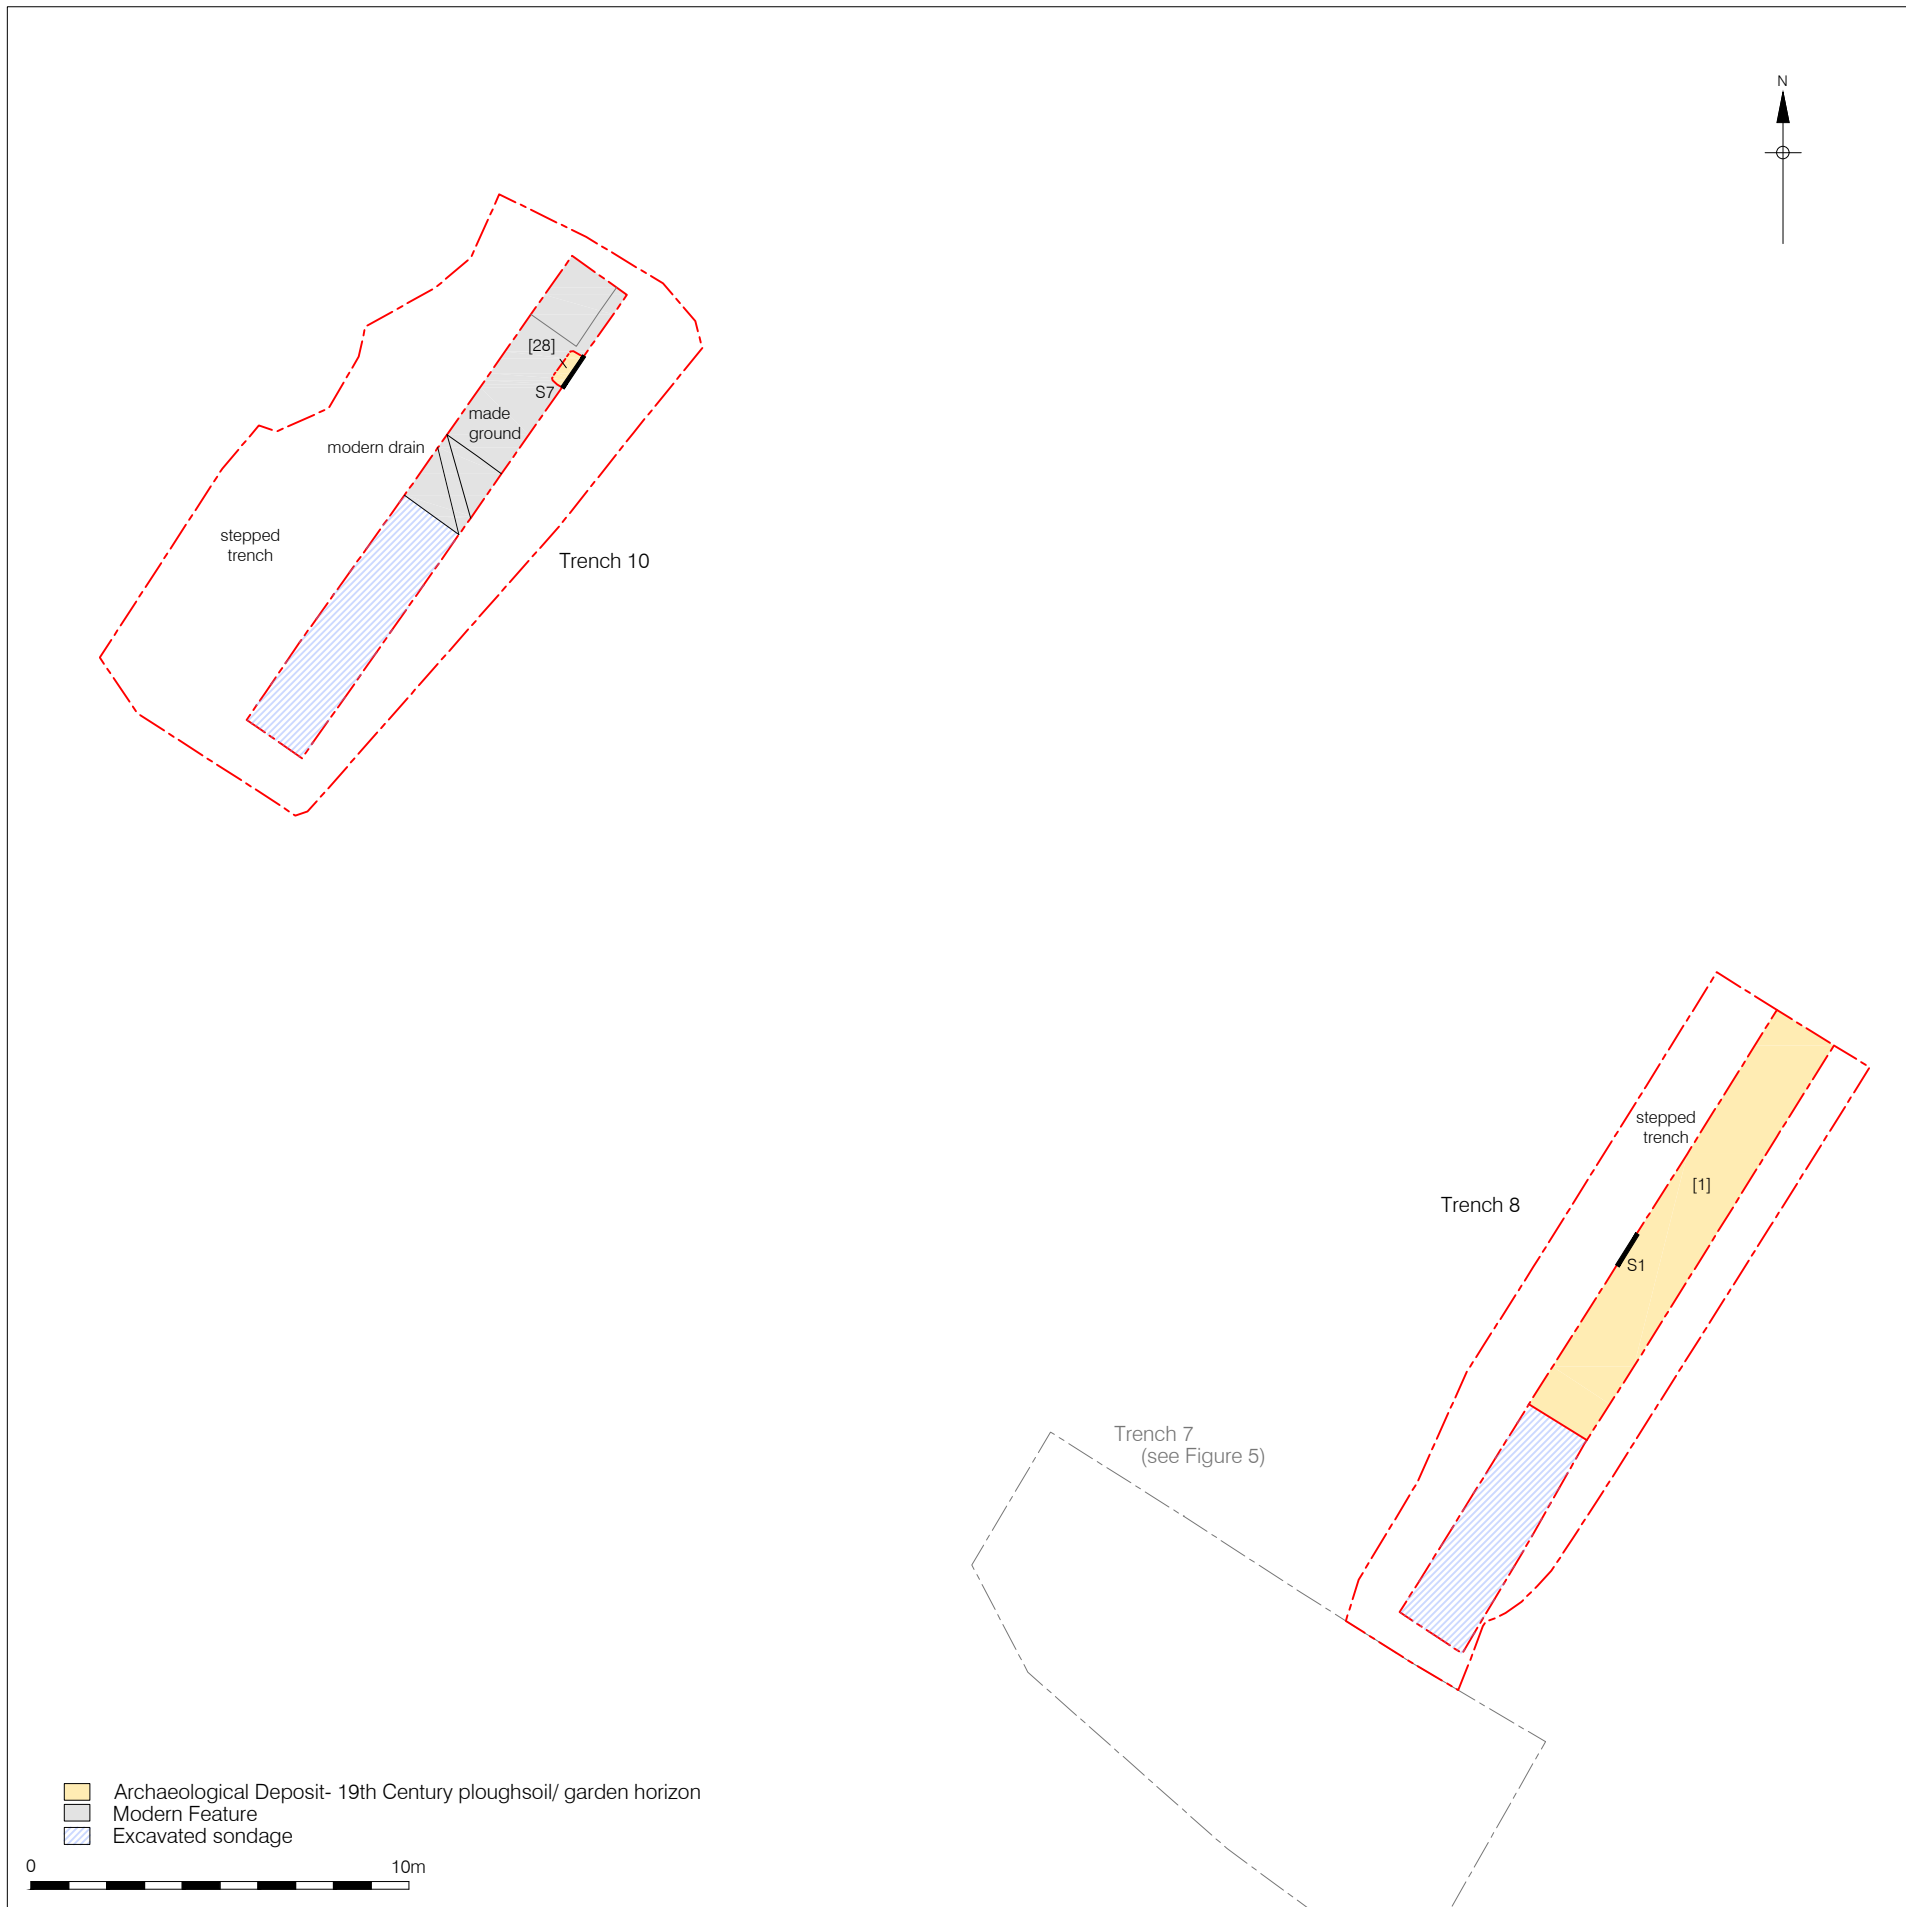 N
[28]
S7
made
ground
modern drain
stepped
trench
Trench 10
stepped
trench
[1]
Trench 8
S1
Trench 7
(see Figure 5)
Archaeological Deposit- 19th Century ploughsoil/ garden horizon
Modern Feature
Excavated sondage
0 10m